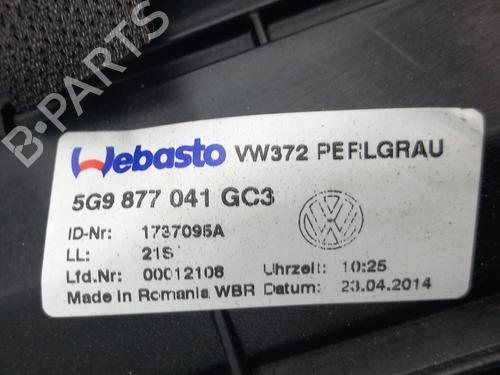 B-PARTS
Webasto VW372 PERLGRAU
5G9 877 041 GC3
ID-Nr: 1737095A
LL: 21S
Lfd.Nr: 00012108 Uhrzeit: 10:25
Made in Romania WBR Datum: 23.04.2014